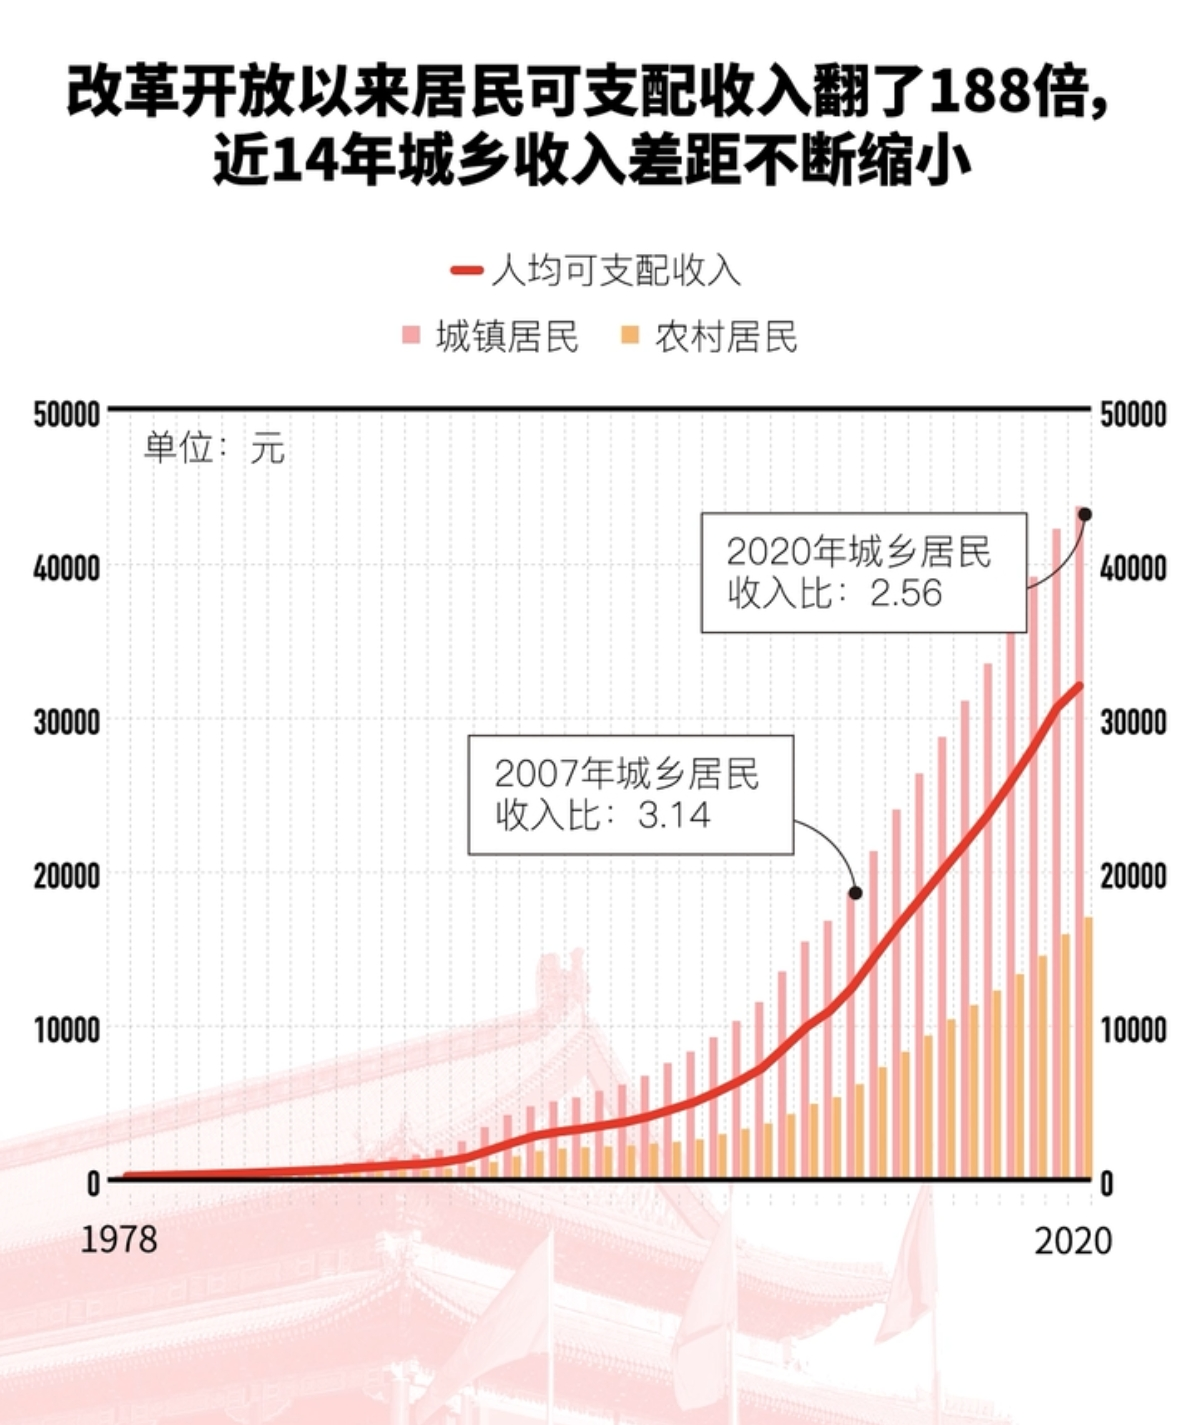 改革开放以来居民可支配收入翻了188倍,
近14年城乡收入差距不断缩小
人均可支配收入
城镇居民 农村居民
50000 50000
单位：元
2020年城乡居民
收入比：2.56
40000 40000
30000 30000
2007年城乡居民
收入比：3.14
20000 20000
10000 10000
0 0
1978 2020